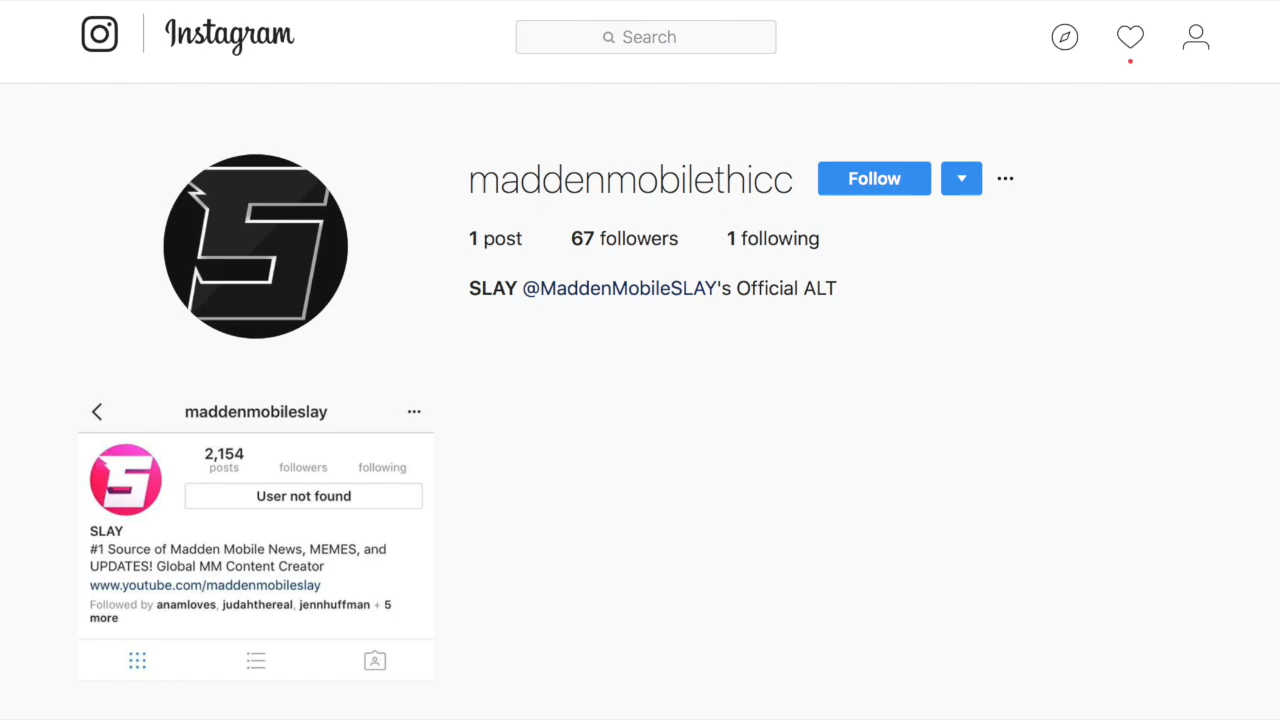 Instagram
Search
maddenmobilethicc Follow
1 post 67 followers 1 following
SLAY @MaddenMobileSLAY's Official ALT
maddenmobileslay
2,154
posts followers following
User not found
SLAY
#1 Source of Madden Mobile News, MEMES, and
UPDATES! Global MM Content Creator
www.youtube.com/maddenmobileslay
Followed by anamloves, judahthereal, jennhuffman + 5
more